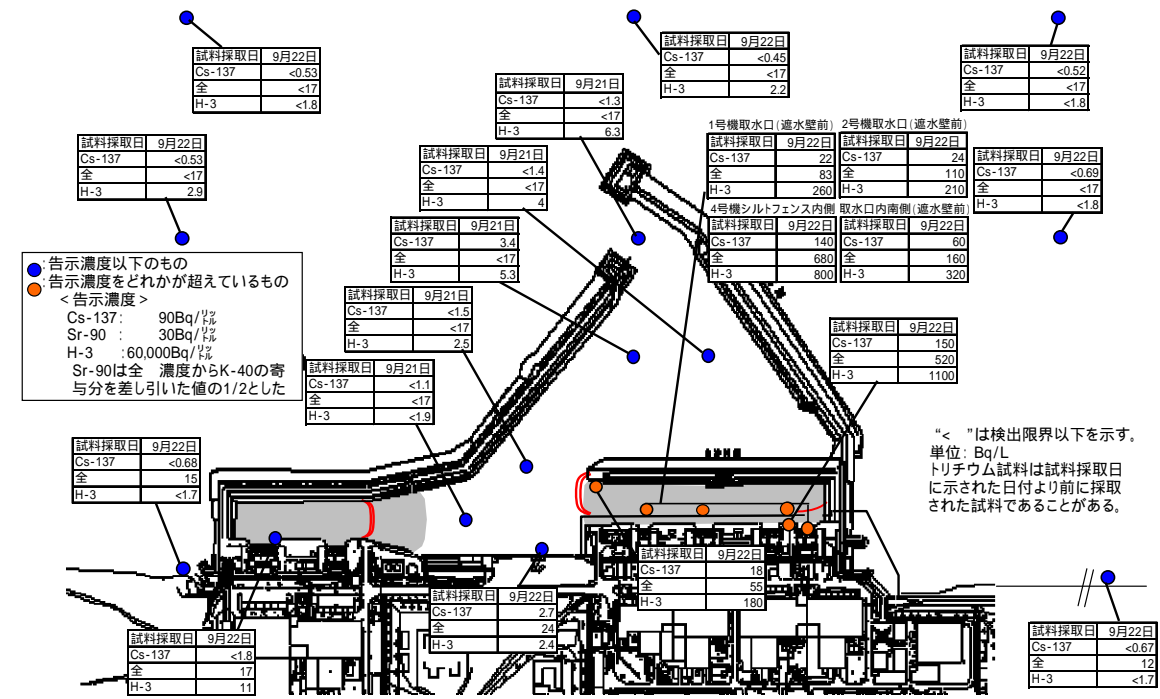 試料採取日 9月22日
Cs-137 <0.53
全 <17
H-3 <1.8
試料採取日 9月22日
Cs-137 <0.45
全 <17
H-3 2.2
試料採取日 9月22日
Cs-137 <0.52
全 <17
H-3 <1.8
試料採取日 9月21日
Cs-137 <1.3
全 <17
H-3 6.3
試料採取日 9月22日
Cs-137 <0.53
全 <17
H-3 2.9
試料採取日 9月21日
Cs-137 <1.4
全 <17
H-3 4
1号機取水口(遮水壁前)
試料採取日 9月22日
Cs-137 22
全 83
H-3 260
2号機取水口(遮水壁前)
試料採取日 9月22日
Cs-137 24
全 110
H-3 210
試料採取日 9月22日
Cs-137 <0.69
全 <17
H-3 <1.8
4号機シルトフェンス内側
試料採取日 9月22日
Cs-137 140
全 680
H-3 800
取水口内南側(遮水壁前)
試料採取日 9月22日
Cs-137 60
全 160
H-3 320
試料採取日 9月21日
Cs-137 3.4
全 <17
H-3 5.3
:告示濃度以下のもの
:告示濃度をどれかが超えているもの
<告示濃度>
Cs-137: 90Bq/㍑
Sr-90 : 30Bq/㍑
H-3 :60,000Bq/㍑
Sr-90は全 濃度からK-40の寄
与分を差し引いた値の1/2とした
試料採取日 9月21日
Cs-137 <1.5
全 <17
H-3 2.5
試料採取日 9月22日
Cs-137 150
全 520
H-3 1100
試料採取日 9月21日
Cs-137 <1.1
全 <17
H-3 <1.9
“< ”は検出限界以下を示す。
単位: Bq/L
トリチウム試料は試料採取日
に示された日付より前に採取
された試料であることがある。
試料採取日 9月22日
Cs-137 <0.68
全 15
H-3 <1.7
試料採取日 9月22日
Cs-137 18
全 55
H-3 180
試料採取日 9月22日
Cs-137 2.7
全 24
H-3 2.4
試料採取日 9月22日
Cs-137 <1.8
全 17
H-3 11
試料採取日 9月22日
Cs-137 <0.67
全 12
H-3 <1.7